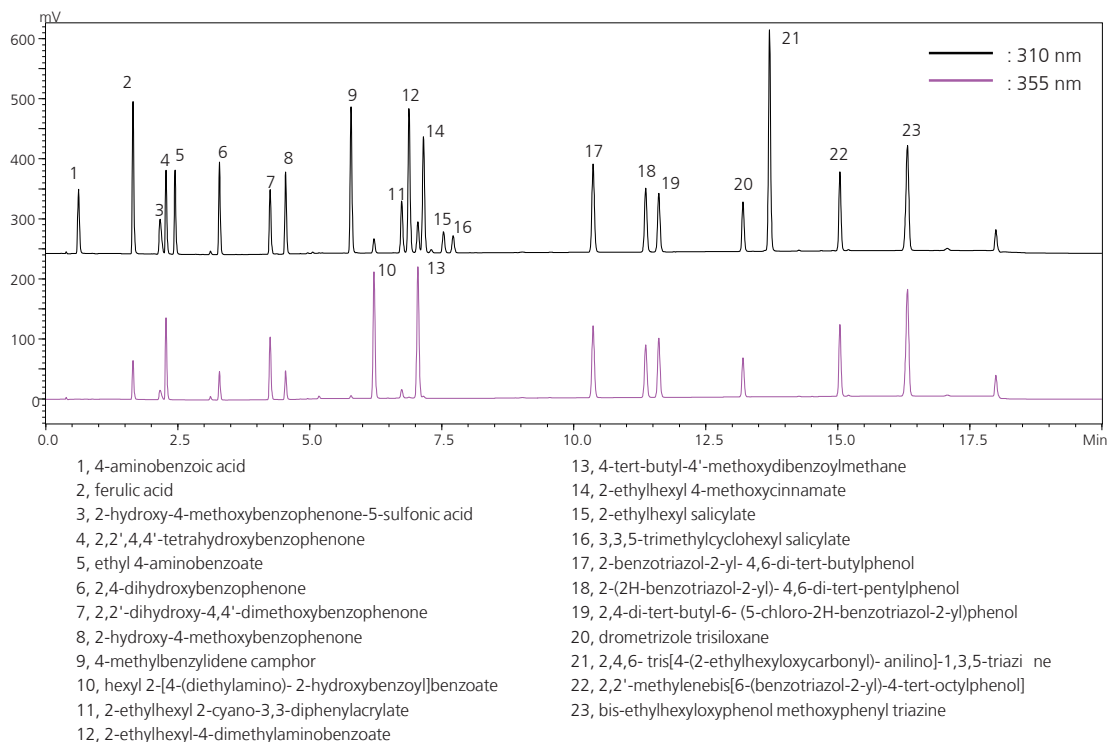 mV
600
500
400
300
200
100
0
21
2
9
12
14
1
3
4
5
6
7
8
11
15
16
17
18
19
20
22
23
10
13
: 310 nm
: 355 nm
0.0 2.5 5.0 7.5 10.0 12.5 15.0 17.5 Min
1, 4-aminobenzoic acid
2, ferulic acid
3, 2-hydroxy-4-methoxybenzophenone-5-sulfonic acid
4, 2,2',4,4'-tetrahydroxybenzophenone
5, ethyl 4-aminobenzoate
6, 2,4-dihydroxybenzophenone
7, 2,2'-dihydroxy-4,4'-dimethoxybenzophenone
8, 2-hydroxy-4-methoxybenzophenone
9, 4-methylbenzylidene camphor
10, hexyl 2-[4-(diethylamino)- 2-hydroxybenzoyl]benzoate
11, 2-ethylhexyl 2-cyano-3,3-diphenylacrylate
12, 2-ethylhexyl-4-dimethylaminobenzoate
13, 4-tert-butyl-4'-methoxydibenzoylmethane
14, 2-ethylhexyl 4-methoxycinnamate
15, 2-ethylhexyl salicylate
16, 3,3,5-trimethylcyclohexyl salicylate
17, 2-benzotriazol-2-yl- 4,6-di-tert-butylphenol
18, 2-(2H-benzotriazol-2-yl)- 4,6-di-tert-pentylphenol
19, 2,4-di-tert-butyl-6- (5-chloro-2H-benzotriazol-2-yl)phenol
20, drometrizole trisiloxane
21, 2,4,6- tris[4-(2-ethylhexyloxycarbonyl)- anilino]-1,3,5-triazi ne
22, 2,2'-methylenebis[6-(benzotriazol-2-yl)-4-tert-octylphenol]
23, bis-ethylhexyloxyphenol methoxyphenyl triazine